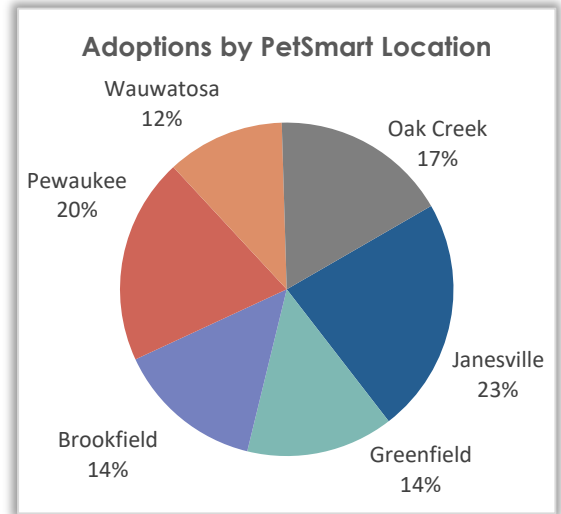 Adoptions by PetSmart Location
Wauwatosa
12%
Oak Creek
17%
Pewaukee
20%
Janesville
23%
Brookfield
14%
Greenfield
14%